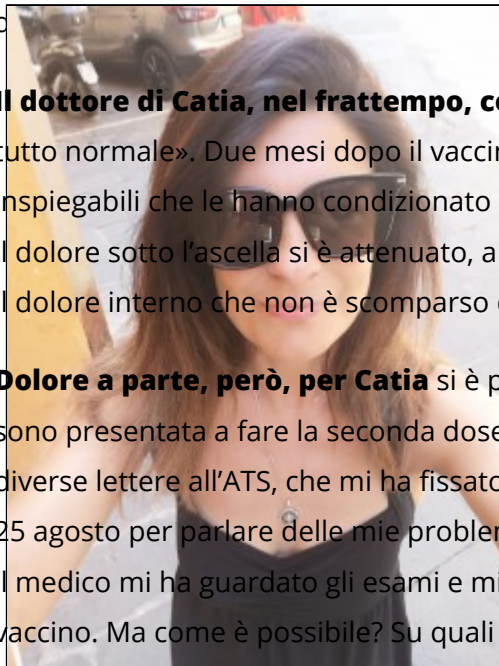 Il dottore di Catia, nel frattempo,
tutto normale». Due mesi dopo il
inspiegabili che le hanno condizionato
il dolore sotto l'ascella si è attenuato, a
il dolore interno che non è scomparso
Dolore a parte, però, per Catia si è
sono presentata a fare la seconda dose
diverse lettere all'ATS, che mi ha fissato
25 agosto per parlare delle mie
il medico mi ha guardato gli esami e mi
vaccino. Ma come è possibile? Su quali